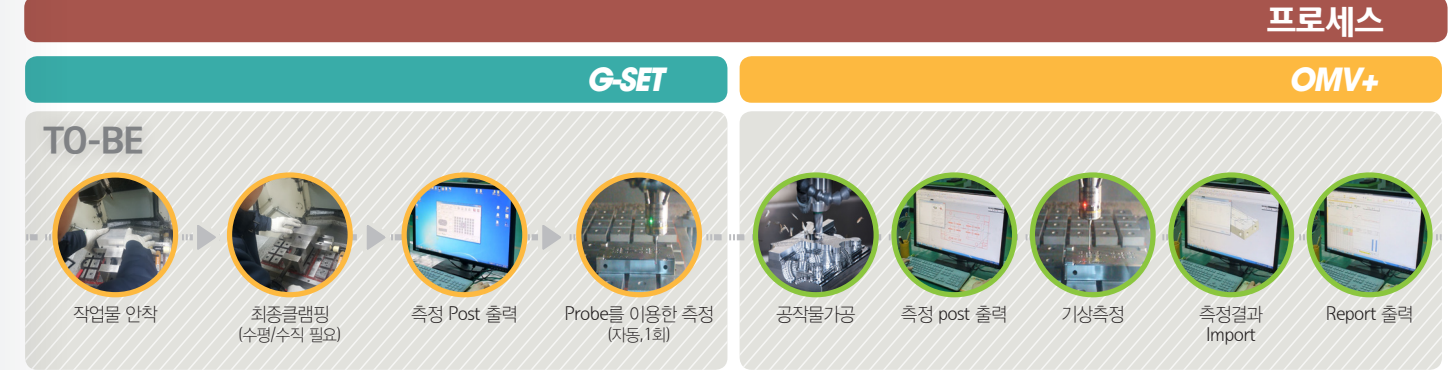 프로세스
G-SET
OMV+
TO-BE
작업물 안착
최종클램핑
(수평/수직 필요)
측정 Post 출력
Probe를 이용한 측정
(자동,1회)
공작물가공
측정 post 출력
기상측정
측정결과
Import
Report 출력